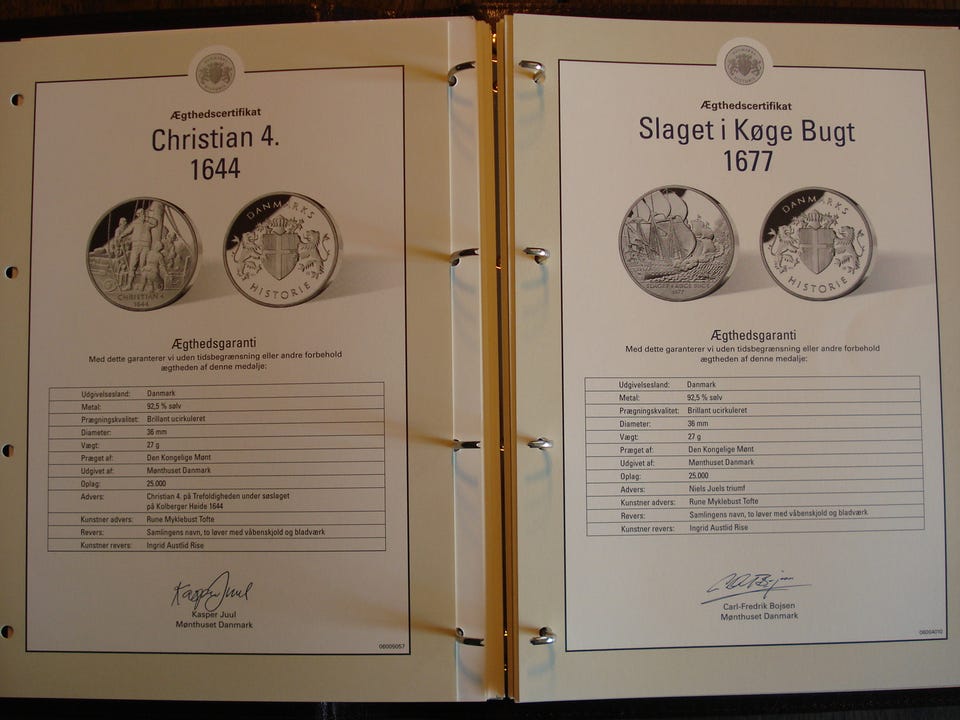 Ægthedscertifikat
Christian 4.
1644
DANMARKS
HISTORIE
CHRISTIAN 4
1644
Ægthedsgaranti
Med dette garanterer vi uden tidsbegrænsning eller andre forbehold
ægtheden af denne medalje:
Udgivelsesland: Danmark
Metal: 92,5 % sølv
Prægningskvalitet: Brillant ucirkuleret
Diameter: 36 mm
Vægt: 27 g
Præget af: Den Kongelige Mønt
Udgivet af: Mønthuset Danmark
Oplag: 25.000
Advers: Christian 4. på Trefoldigheden under søslaget
på Kolberger Heide 1644
Kunstner advers: Rune Myklebust Tofte
Revers: Samlingens navn, to løver med våbenskjold og bladværk
Kunstner revers: Ingrid Austlid Rise
Kasper Juul
Kasper Juul
Mønthuset Danmark
Ægthedscertifikat
Slaget i Køge Bugt
1677
DANMARKS
HISTORIE
SLAGET I KØGE BUGT
1677
Ægthedsgaranti
Med dette garanterer vi uden tidsbegrænsning eller andre forbehold
ægtheden af denne medalje:
Udgivelsesland: Danmark
Metal: 92,5 % sølv
Prægningskvalitet: Brillant ucirkuleret
Diameter: 36 mm
Vægt: 27 g
Præget af: Den Kongelige Mønt
Udgivet af: Mønthuset Danmark
Oplag: 25.000
Advers: Niels Juels triumf
Kunstner advers: Rune Myklebust Tofte
Revers: Samlingens navn, to løver med våbenskjold og bladværk
Kunstner revers: Ingrid Austlid Rise
Carl-Fredrik Bojsen
Mønthuset Danmark